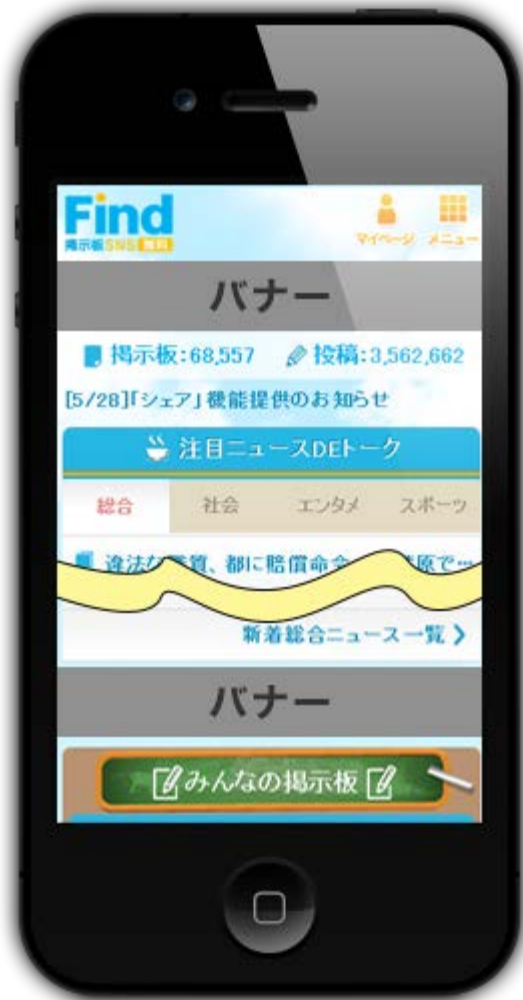 Find
掲示板SNS 無料
マイページ メニュー
バナー
掲示板:68,557 投稿:3,562,662
[5/28]「シェア」機能提供のお知らせ
注目ニュースDEトーク
総合 社会 エンタメ スポーツ
違法な 質、都に賠償命令 原で…
新着総合ニュース一覧
バナー
みんなの掲示板